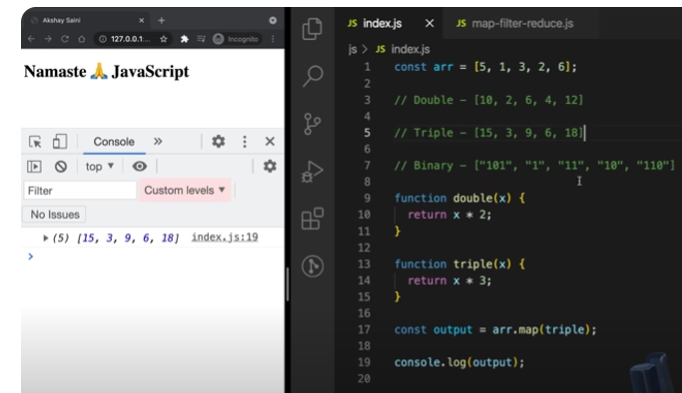 Akshay Saini
127.0.0.1...
Incognito
Namaste 🙏 JavaScript
Console
top ▼
Filter
Custom levels ▼
No Issues
(5) [15, 3, 9, 6, 18] index.js:19
JS index.js
JS map-filter-reduce.js
js > JS index.js
1 const arr = [5, 1, 3, 2, 6];
2
3 // Double - [10, 2, 6, 4, 12]
4
5 // Triple - [15, 3, 9, 6, 18]
6
7 // Binary - ["101", "1", "11", "10", "110"]
8
9 function double(x) {
10 return x * 2;
11 }
12
13 function triple(x) {
14 return x * 3;
15 }
16
17 const output = arr.map(triple);
18
19 console.log(output);
20